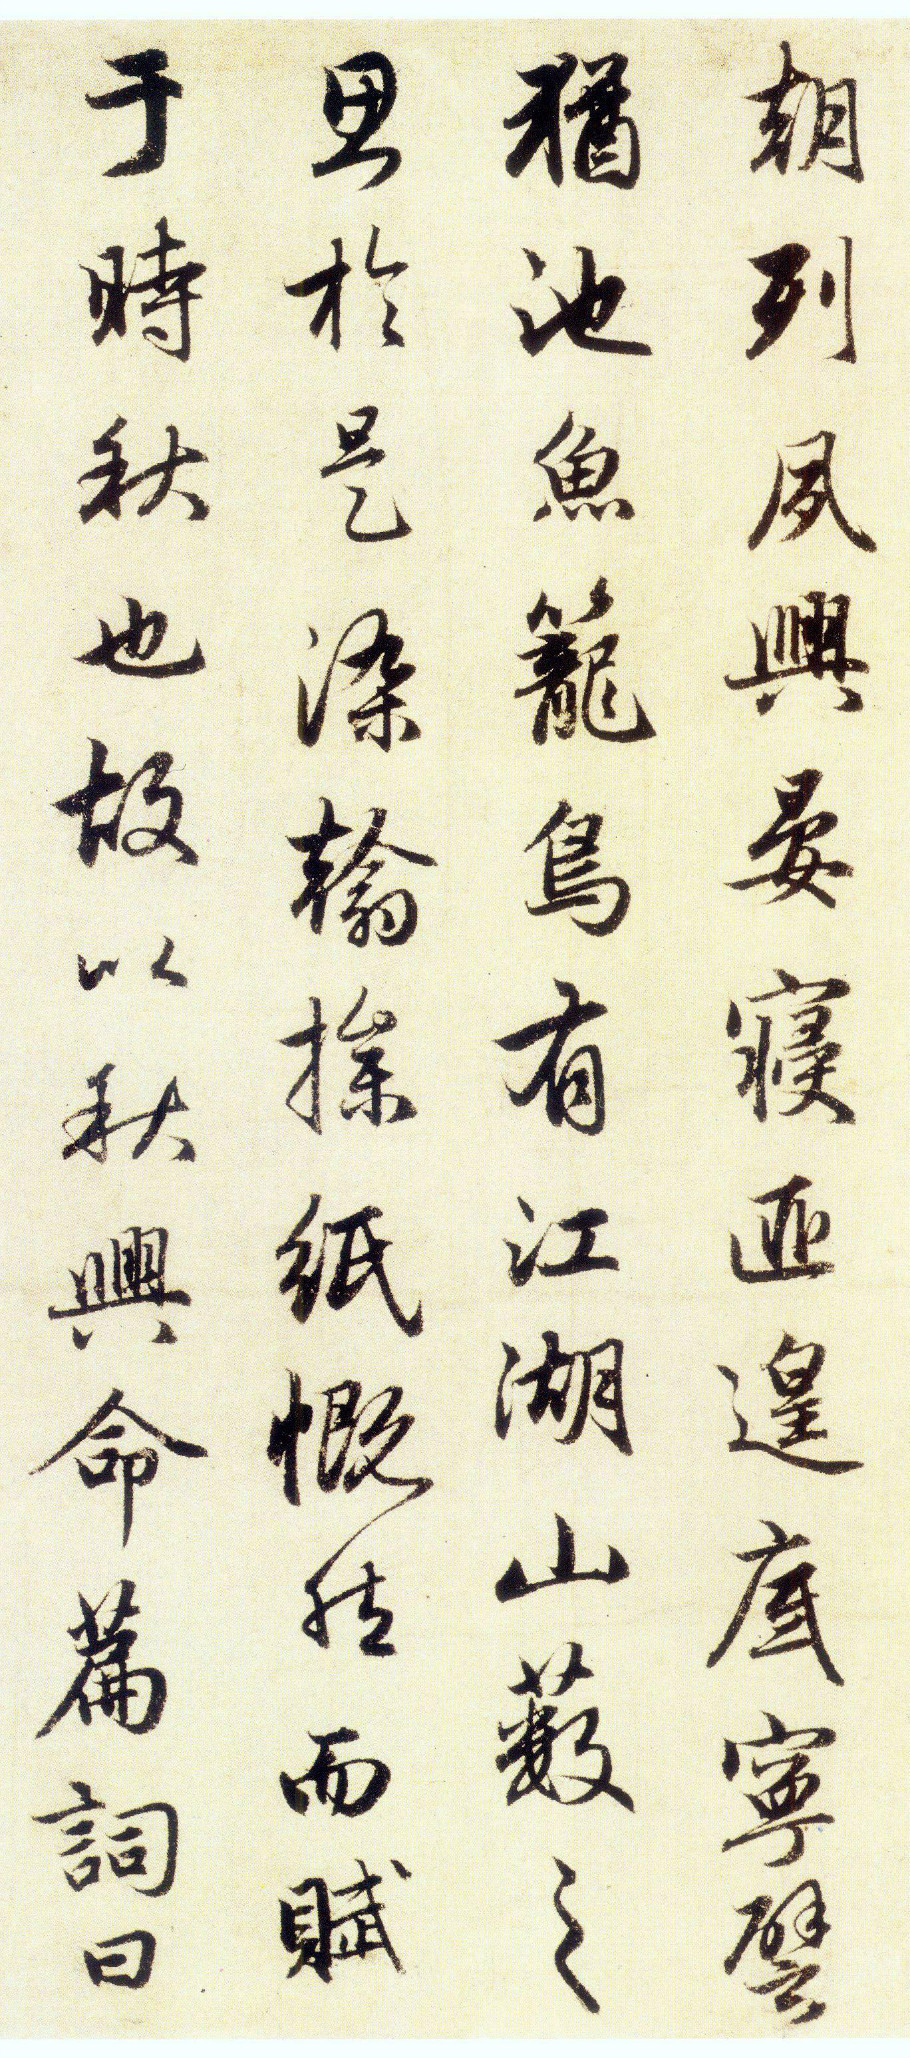 朝列夙興晏寢匪遑底寧譬
猶池魚籠鳥有江湖山藪之
思於是染翰操紙慨然而賦
于時秋也故以秋興命篇詞曰